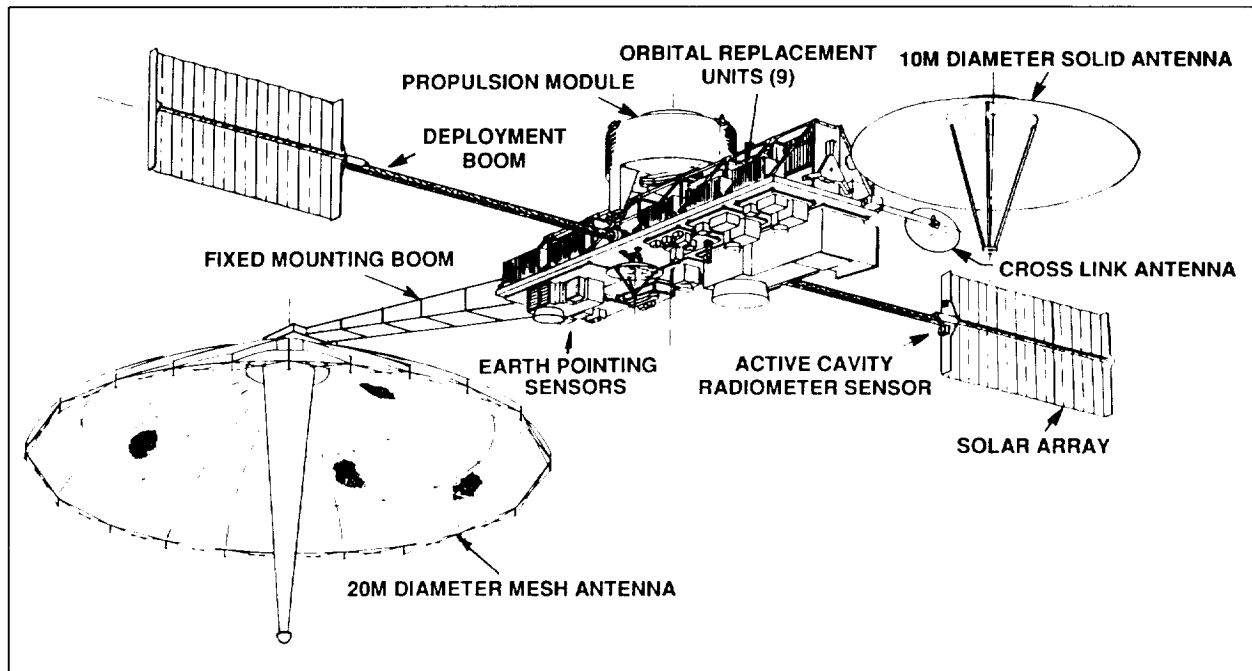 ORBITAL REPLACEMENT
UNITS (9)
10M DIAMETER SOLID ANTENNA
PROPULSION MODULE
DEPLOYMENT
BOOM
FIXED MOUNTING BOOM
CROSS LINK ANTENNA
EARTH POINTING
SENSORS
ACTIVE CAVITY
RADIOMETER SENSOR
SOLAR ARRAY
20M DIAMETER MESH ANTENNA